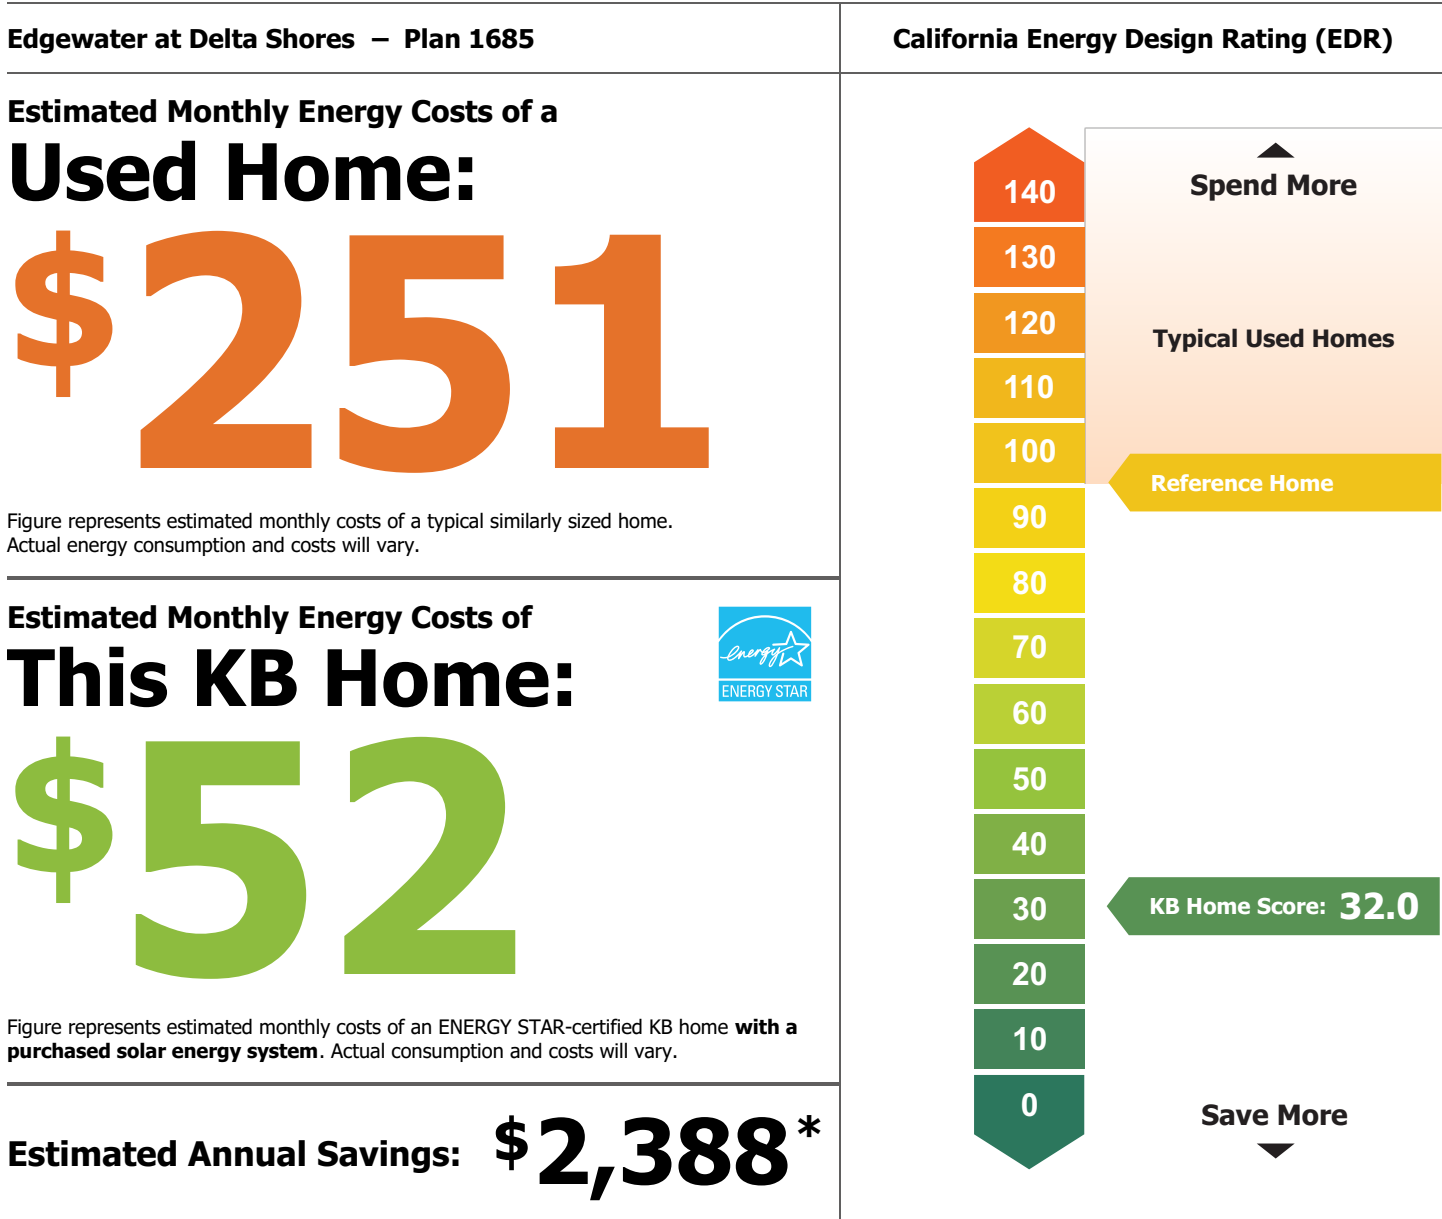 Edgewater at Delta Shores – Plan 1685
Estimated Monthly Energy Costs of a
Used Home:
$251
Figure represents estimated monthly costs of a typical similarly sized home.
Actual energy consumption and costs will vary.
Estimated Monthly Energy Costs of
This KB Home:
energy
ENERGY STAR
$52
Figure represents estimated monthly costs of an ENERGY STAR-certified KB home with a
purchased solar energy system. Actual consumption and costs will vary.
Estimated Annual Savings: $2,388*
California Energy Design Rating (EDR)
Spend More
140
130
120
Typical Used Homes
110
100
Reference Home
90
80
70
60
50
40
30
KB Home Score: 32.0
20
10
0
Save More